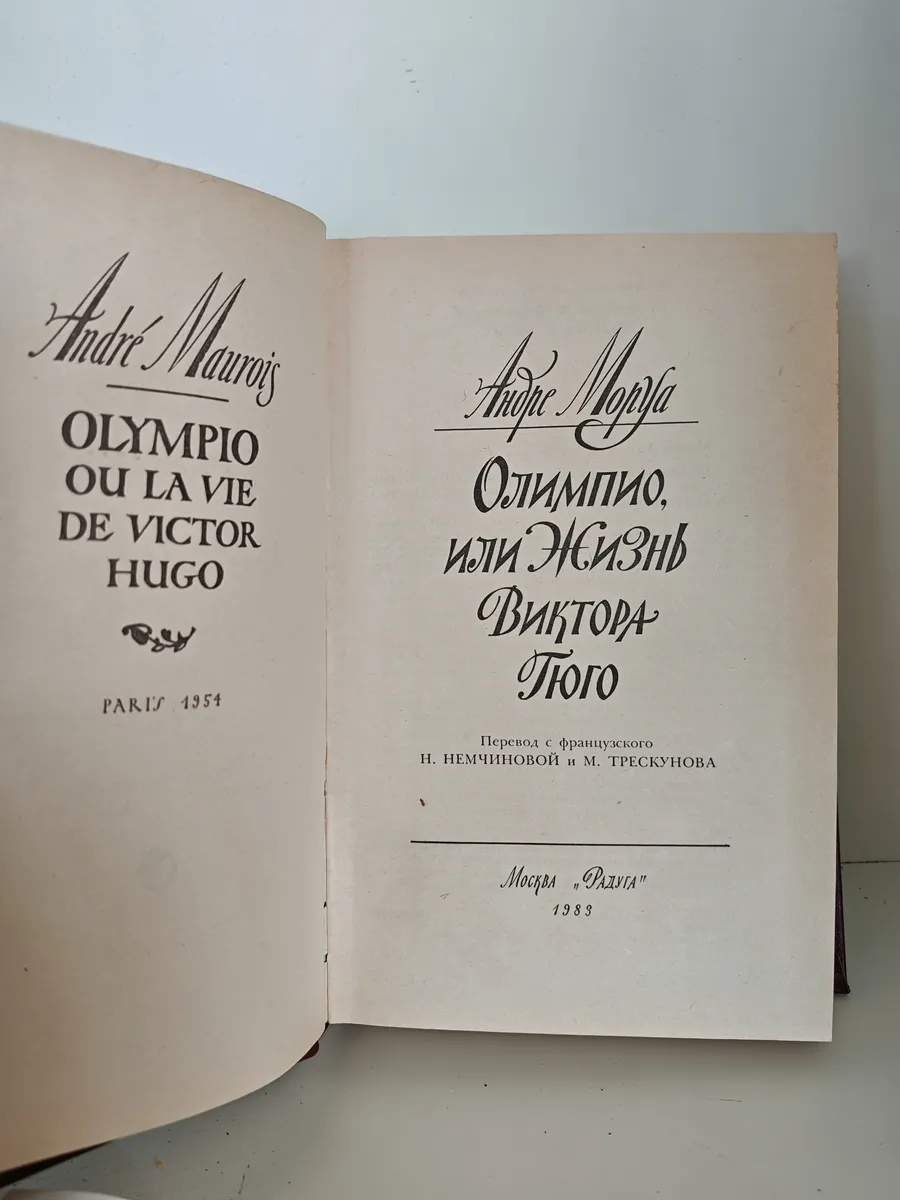 André Maurois
OLYMPIO
OU LA VIE
DE VICTOR
HUGO
PARIS 1954
Андре Моруа
Олимпио,
или Жизнь
Виктора
Гюго
Перевод с французского
Н. НЕМЧИНОВОЙ и М. ТРЕСКУНОВА
Москва „Радуга"
1983